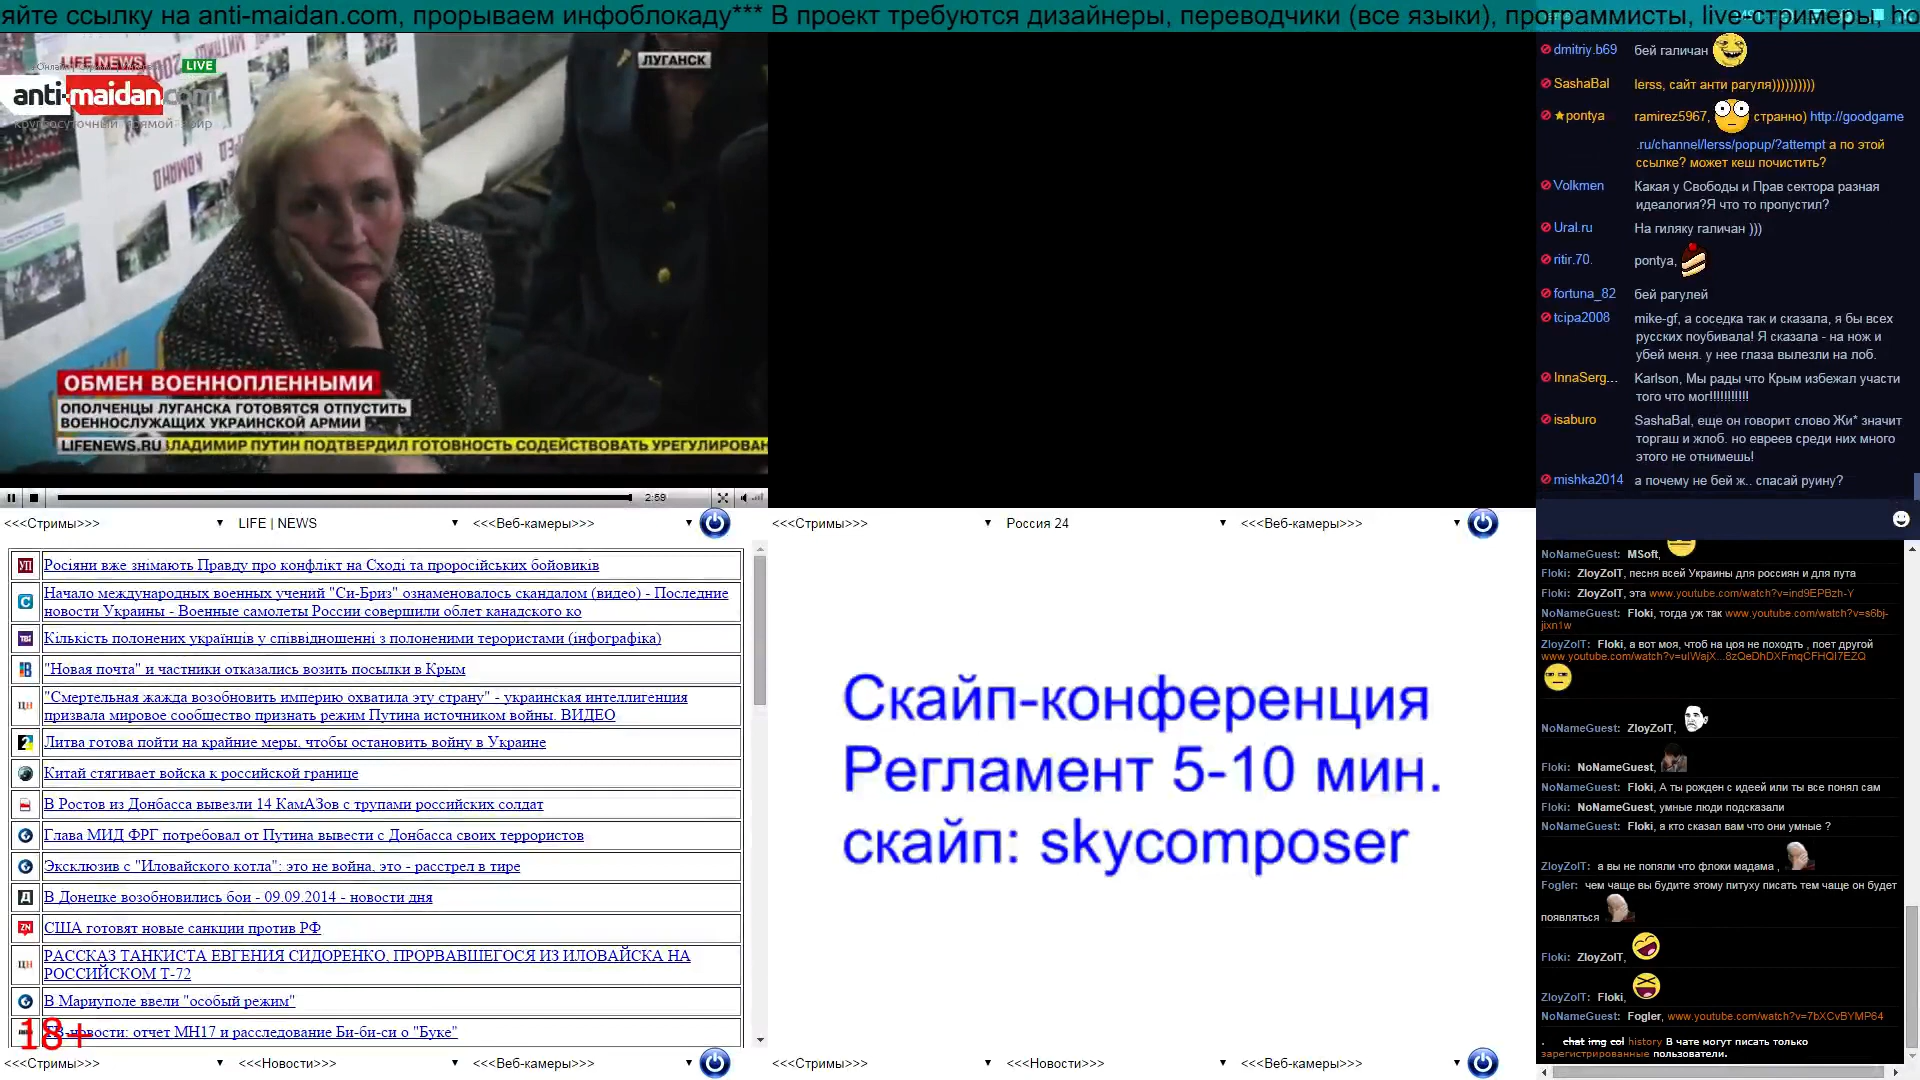 яйте ссылку на anti-maidan.com, прорываем инфоблокаду*** В проект требуются дизайнеры, переводчики (все языки), программисты, live-стримеры, ho
LIFE NEWS
LIVE
ЛУГАНСК
anti-maidan.com
круглосуточный прямой эфир
ОБМЕН ВОЕННОПЛЕННЫМИ
ОПОЛЧЕНЦЫ ЛУГАНСКА ГОТОВЯТСЯ ОТПУСТИТЬ
ВОЕННОСЛУЖАЩИХ УКРАИНСКОЙ АРМИИ
LIFENEWS.RU ВЛАДИМИР ПУТИН ПОДТВЕРДИЛ ГОТОВНОСТЬ СОДЕЙСТВОВАТЬ УРЕГУЛИРОВАН
2:59
<<<Стримы>>> LIFE | NEWS <<<Веб-камеры>>>
<<<Стримы>>> Россия 24 <<<Веб-камеры>>>
Росіяни вже знімають Правду про конфлікт на Сході та проросійських бойовиків
Начало международных военных учений "Си-Бриз" ознаменовалось скандалом (видео) - Последние
новости Украины - Военные самолеты России совершили облет канадского ко
Кількість полонених українців у співвідношенні з полоненими терористами (інфографіка)
"Новая почта" и частники отказались возить посылки в Крым
"Смертельная жажда возобновить империю охватила эту страну" - украинская интеллигенция
призвала мировое сообщество признать режим Путина источником войны. ВИДЕО
Литва готова пойти на крайние меры, чтобы остановить войну в Украине
Китай стягивает войска к российской границе
В Ростов из Донбасса вывезли 14 КамАЗов с трупами российских солдат
Глава МИД ФРГ потребовал от Путина вывести с Донбасса своих террористов
Эксклюзив с "Иловайского котла": это не война, это - расстрел в тире
В Донецке возобновились бои - 09.09.2014 - новости дня
США готовят новые санкции против РФ
РАССКАЗ ТАНКИСТА ЕВГЕНИЯ СИДОРЕНКО, ПРОРВАВШЕГОСЯ ИЗ ИЛОВАЙСКА НА
РОССИЙСКОМ Т-72
В Мариуполе ввели "особый режим"
ТВ-новости: отчет МН17 и расследование Би-би-си о "Буке"
18+
<<<Стримы>>> <<<Новости>>> <<<Веб-камеры>>>
Скайп-конференция
Регламент 5-10 мин.
скайп: skycomposer
<<<Стримы>>> <<<Новости>>> <<<Веб-камеры>>>
dmitriy.b69 бей галичан
SashaBal lerss, сайт анти рагуля))))))))))
pontya ramirez5967, странно) http://goodgame
.ru/channel/lerss/popup/?attempt а по этой
ссылке? может кеш почистить?
Volkmen Какая у Свободы и Прав сектора разная
идеалогия?Я что то пропустил?
Ural.ru На гиляку галичан )))
ritir.70. pontya,
fortuna_82 бей рагулей
tcipa2008 mike-gf, а соседка так и сказала, я бы всех
русских поубивала! Я сказала - на нож и
убей меня. у нее глаза вылезли на лоб.
InnaSerg... Karlson, Мы рады что Крым избежал участи
того что мог!!!!!!!!!!!
isaburo SashaBal, еще он говорит слово Жи* значит
торгаш и жлоб. но евреев среди них много
этого не отнимешь!
mishka2014 а почему не бей ж.. спасай руину?
NoNameGuest: MSoft,
Floki: ZloyZolT, песня всей Украины для россиян и для пута
Floki: ZloyZolT, эта www.youtube.com/watch?v=ind9EPBzh-Y
NoNameGuest: Floki, тогда уж так www.youtube.com/watch?v=s6bj-
jixn1w
ZloyZolT: Floki, а вот моя, чтоб на цоя не походть , поет другой
www.youtube.com/watch?v=uIWajX...8zQeDhDXFmqCFHQI7EZQ
NoNameGuest: ZloyZolT,
Floki: NoNameGuest,
NoNameGuest: Floki, А ты рожден с идеей или ты все понял сам
Floki: NoNameGuest, умные люди подсказали
NoNameGuest: Floki, а кто сказал вам что они умные ?
ZloyZolT: а вы не попяли что флоки мадама ,
Fogler: чем чаще вы будите этому питуху писать тем чаще он будет
появляться
Floki: ZloyZolT,
ZloyZolT: Floki,
NoNameGuest: Fogler, www.youtube.com/watch?v=7bXCvBYMP64
. chat img col history В чате могут писать только
зарегистрированные пользователи.